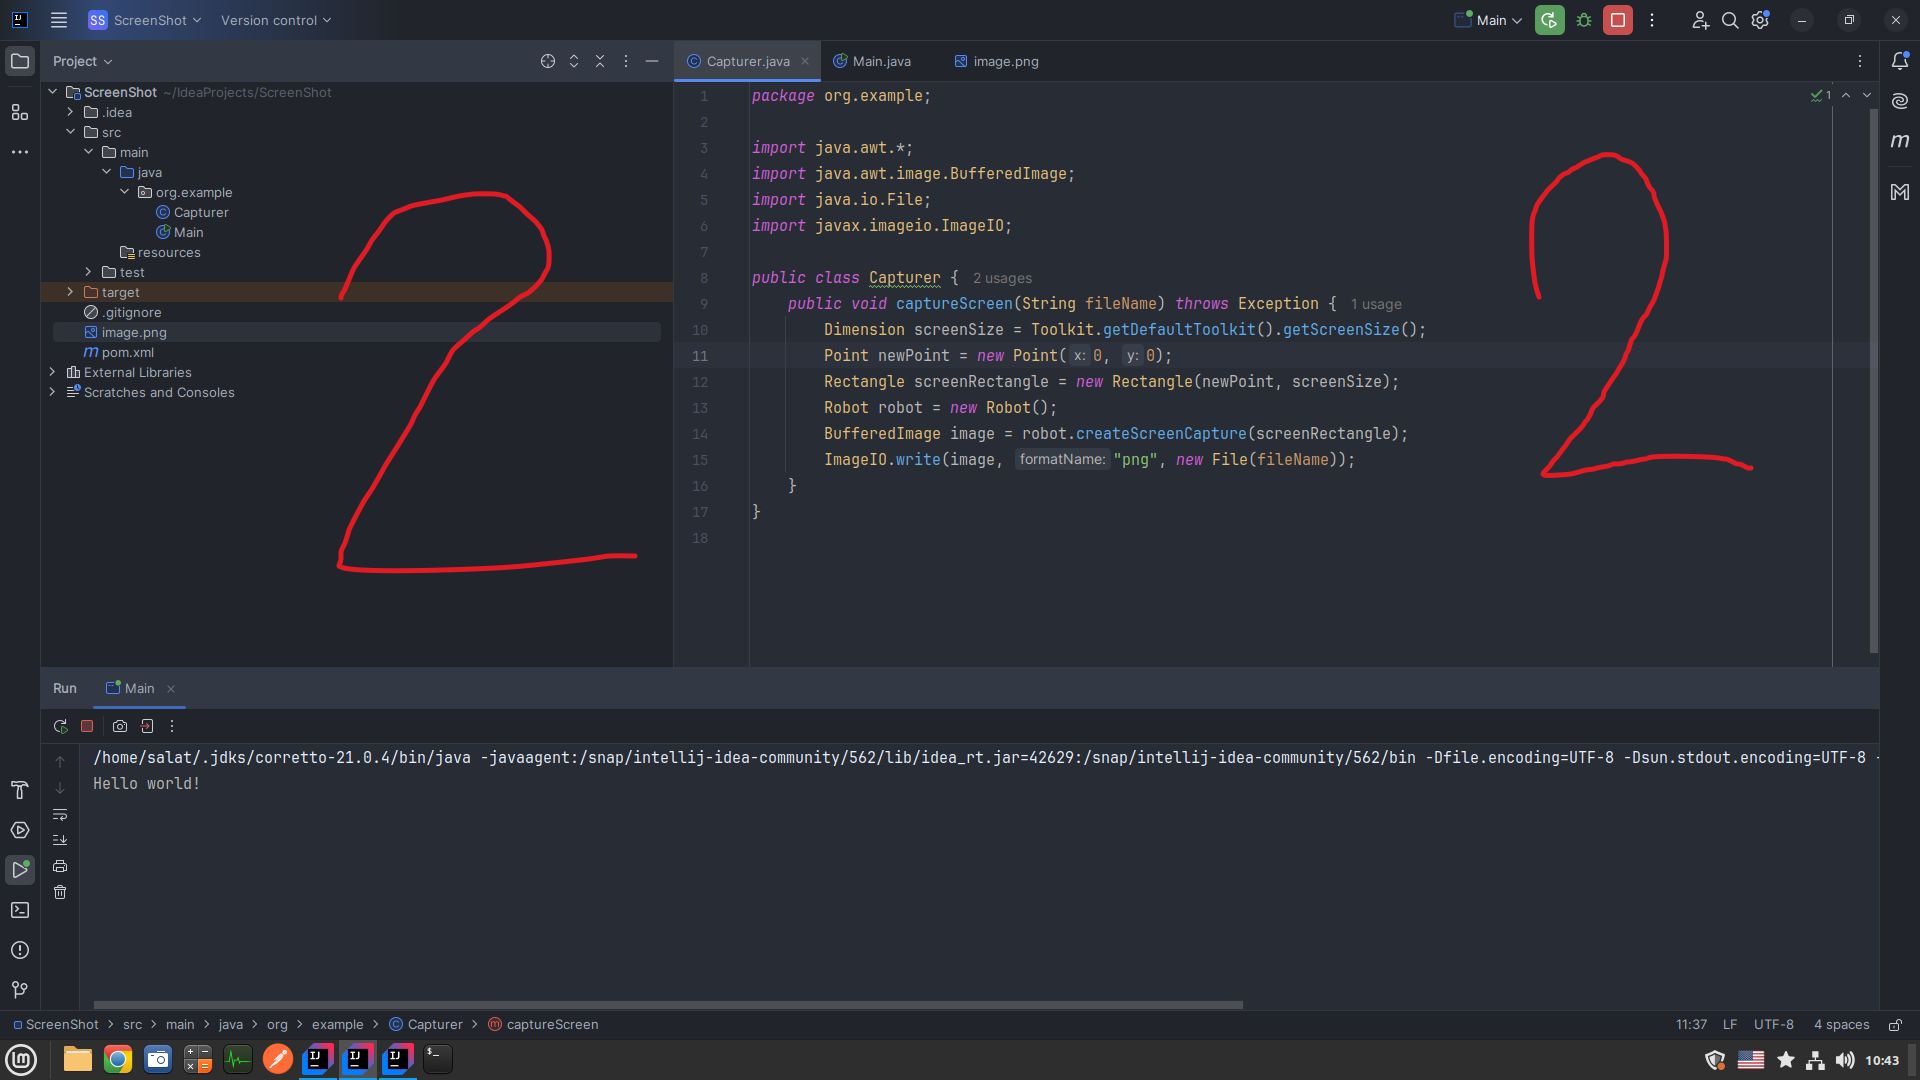 SS ScreenShot Version control Main
Project
Capturer.java Main.java image.png
ScreenShot ~/IdeaProjects/ScreenShot
.idea
src
main
java
org.example
Capturer
Main
resources
test
target
.gitignore
image.png
m pom.xml
External Libraries
Scratches and Consoles
2
1 package org.example;
2
3 import java.awt.*;
4 import java.awt.image.BufferedImage;
5 import java.io.File;
6 import javax.imageio.ImageIO;
7
8 public class Capturer { 2 usages
9 public void captureScreen(String fileName) throws Exception { 1 usage
10 Dimension screenSize = Toolkit.getDefaultToolkit().getScreenSize();
11 Point newPoint = new Point( x: 0, y: 0);
12 Rectangle screenRectangle = new Rectangle(newPoint, screenSize);
13 Robot robot = new Robot();
14 BufferedImage image = robot.createScreenCapture(screenRectangle);
15 ImageIO.write(image, formatName: "png", new File(fileName));
16 }
17 }
18
1
2
m
Run Main
/home/salat/.jdks/corretto-21.0.4/bin/java -javaagent:/snap/intellij-idea-community/562/lib/idea_rt.jar=42629:/snap/intellij-idea-community/562/bin -Dfile.encoding=UTF-8 -Dsun.stdout.encoding=UTF-8 -
Hello world!
ScreenShot > src > main > java > org > example > Capturer > captureScreen 11:37 LF UTF-8 4 spaces
10:43